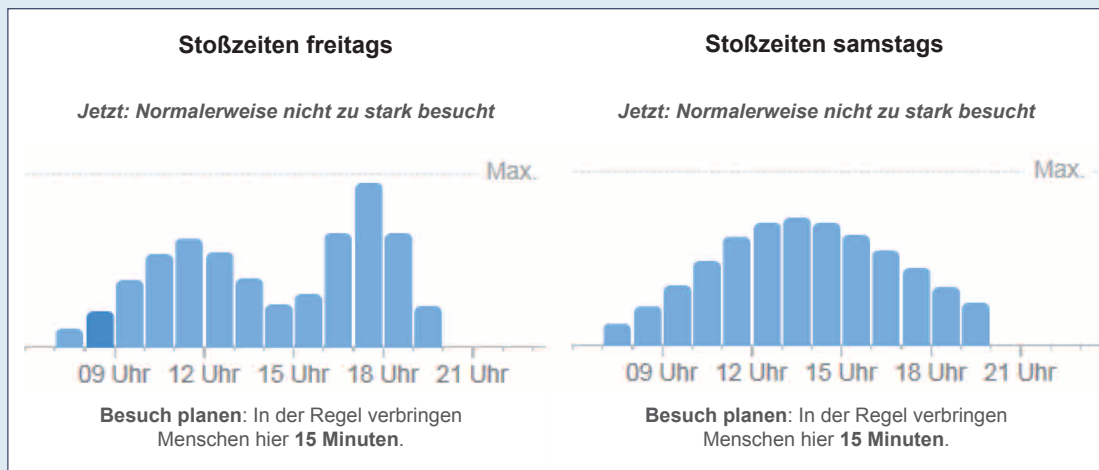 Stoßzeiten freitags
Jetzt: Normalerweise nicht zu stark besucht
Max.
09 Uhr 12 Uhr 15 Uhr 18 Uhr 21 Uhr
Besuch planen: In der Regel verbringen
Menschen hier 15 Minuten.
Stoßzeiten samstags
Jetzt: Normalerweise nicht zu stark besucht
Max.
09 Uhr 12 Uhr 15 Uhr 18 Uhr 21 Uhr
Besuch planen: In der Regel verbringen
Menschen hier 15 Minuten.